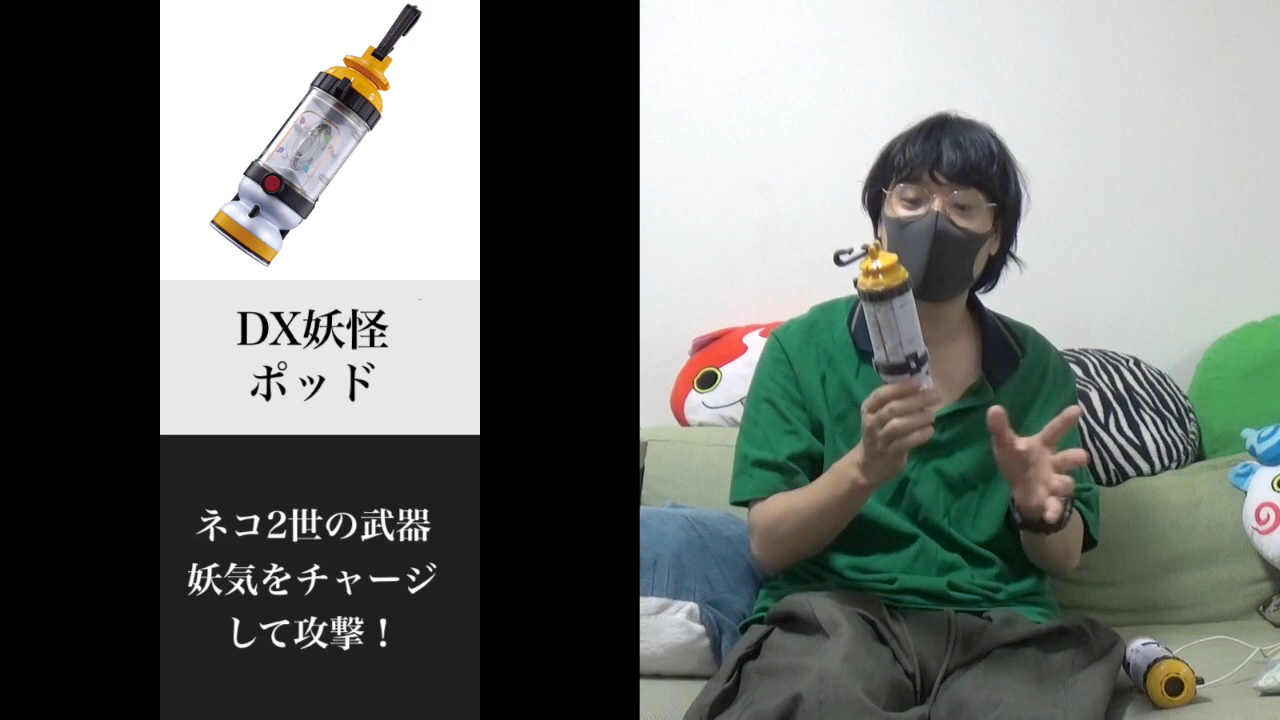 DX妖怪
ポッド
ネコ2世の武器
妖気をチャージ
して攻撃！